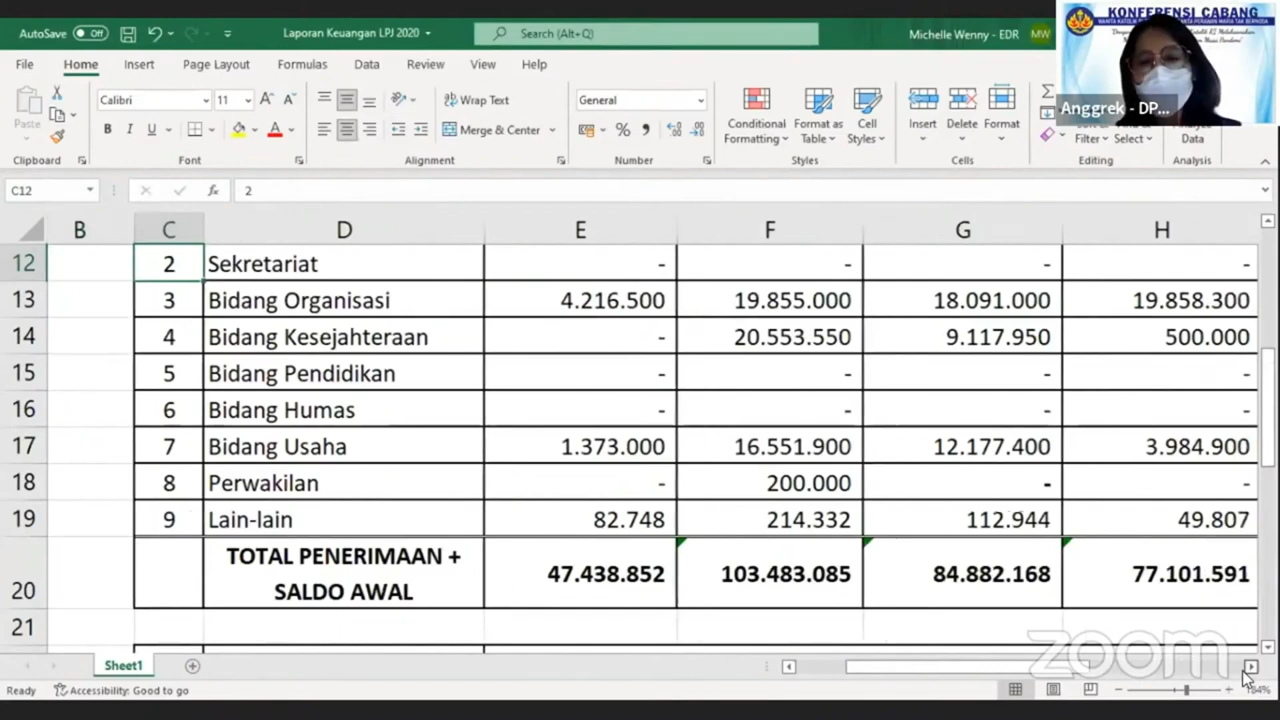 AutoSave Off Laporan Keuangan LPJ 2020 Search (Alt+Q) Michelle Wenny - EDR MW
KONFERENSI CABANG
Anggrek - DP...
File Home Insert Page Layout Formulas Data Review View Help
Paste Calibri 11 Wrap Text General Conditional Formatting Format as Table Cell Styles Insert Delete Format
B I U Merge & Center Filter Select Data
Clipboard Font Alignment Number Styles Cells Editing Analysis
C12 fx 2
B C D E F G H
12 2 Sekretariat - - - -
13 3 Bidang Organisasi 4.216.500 19.855.000 18.091.000 19.858.300
14 4 Bidang Kesejahteraan - 20.553.550 9.117.950 500.000
15 5 Bidang Pendidikan - - - -
16 6 Bidang Humas - - - -
17 7 Bidang Usaha 1.373.000 16.551.900 12.177.400 3.984.900
18 8 Perwakilan - 200.000 - -
19 9 Lain-lain 82.748 214.332 112.944 49.807
TOTAL PENERIMAAN +
20 SALDO AWAL 47.438.852 103.483.085 84.882.168 77.101.591
21
zoom
Sheet1
Ready Accessibility: Good to go